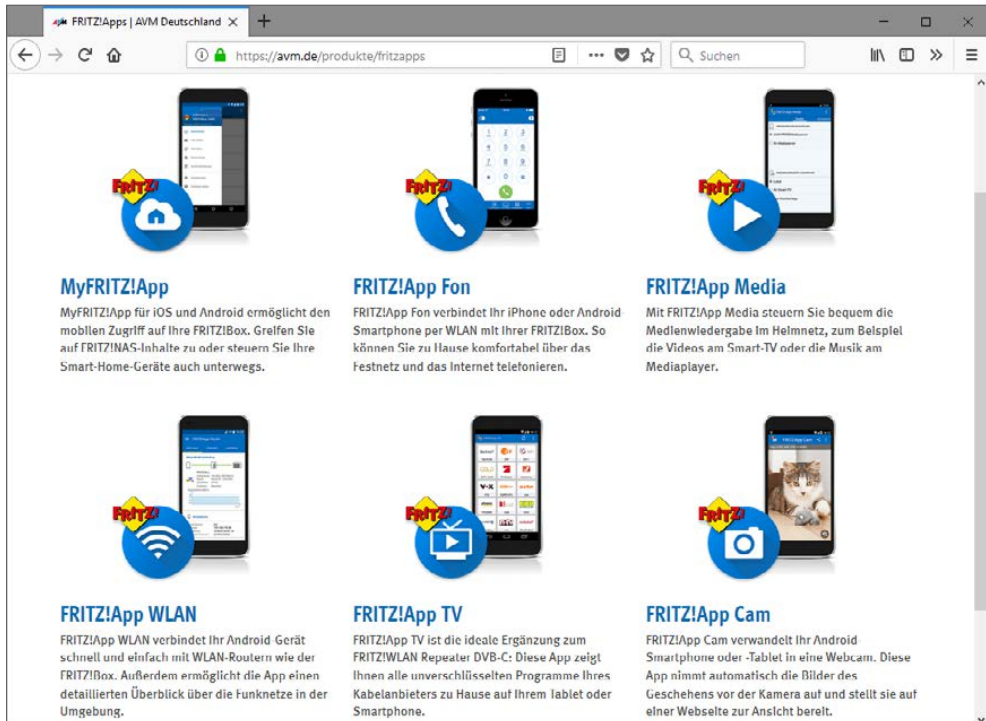 FRITZ!Apps | AVM Deutschland
https://avm.de/produkte/fritzapps
Suchen
FRITZ!
FRITZ!
FRITZ!
MyFRITZ!App
MyFRITZ!App für iOS und Android ermöglicht den
mobilen Zugriff auf Ihre FRITZ!Box. Greifen Sie
auf FRITZ!NAS-Inhalte zu oder steuern Sie Ihre
Smart-Home-Geräte auch unterwegs.
FRITZ!App Fon
FRITZ!App Fon verbindet Ihr iPhone oder Android
Smartphone per WLAN mit Ihrer FRITZ!Box. So
können Sie zu Hause komfortabel über das
Festnetz und das Internet telefonieren.
FRITZ!App Media
Mit FRITZ!App Media steuern Sie bequem die
Medienwiedergabe im Heimnetz, zum Beispiel
die Videos am Smart-TV oder die Musik am
Mediaplayer.
FRITZ!
FRITZ!
FRITZ!App Cam
FRITZ!
FRITZ!App WLAN
FRITZ!App WLAN verbindet Ihr Android-Gerät
schnell und einfach mit WLAN-Routern wie der
FRITZ!Box. Außerdem ermöglicht die App einen
detaillierten Überblick über die Funknetze in der
Umgebung.
FRITZ!App TV
FRITZ!App TV ist die ideale Ergänzung zum
FRITZ!WLAN Repeater DVB-C: Diese App zeigt
Ihnen alle unverschlüsselten Programme Ihres
Kabelanbieters zu Hause auf Ihrem Tablet oder
Smartphone.
FRITZ!App Cam
FRITZ!App Cam verwandelt Ihr Android
Smartphone oder -Tablet in eine Webcam. Diese
App nimmt automatisch die Bilder des
Geschehens vor der Kamera auf und stellt sie auf
einer Webseite zur Ansicht bereit.